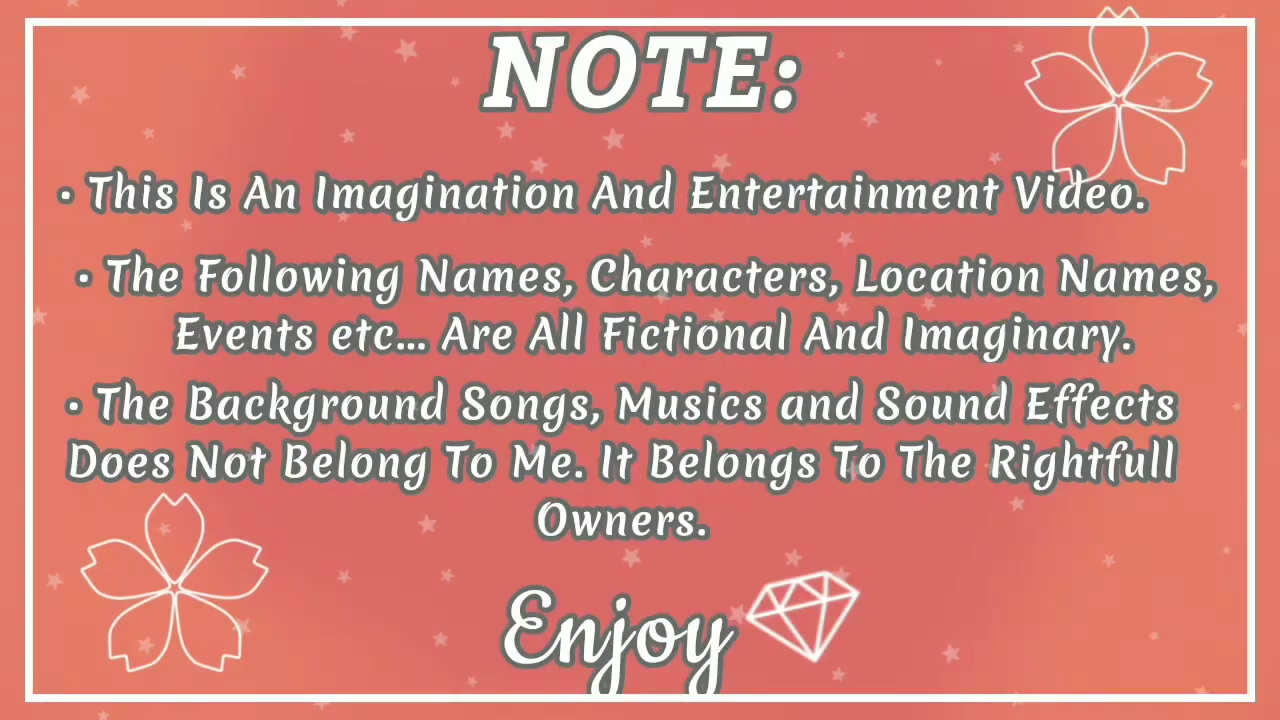 NOTE:
• This Is An Imagination And Entertainment Video.
• The Following Names, Characters, Location Names,
Events etc... Are All Fictional And Imaginary.
• The Background Songs, Musics and Sound Effects
Does Not Belong To Me. It Belongs To The Rightfull
Owners.
Enjoy